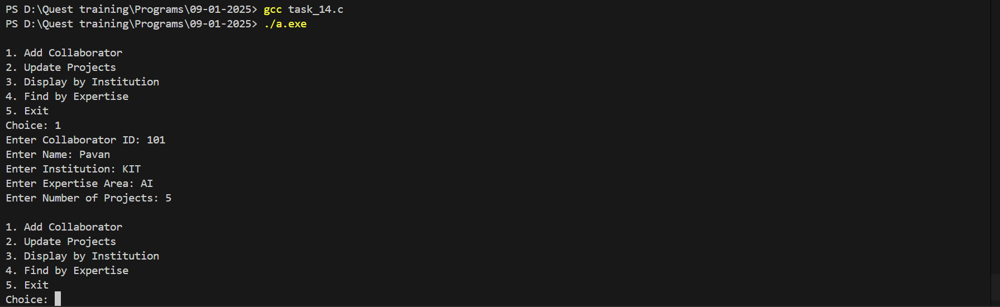 PS D:\Quest training\Programs\09-01-2025> gcc task_14.c
PS D:\Quest training\Programs\09-01-2025> ./a.exe
1. Add Collaborator
2. Update Projects
3. Display by Institution
4. Find by Expertise
5. Exit
Choice: 1
Enter Collaborator ID: 101
Enter Name: Pavan
Enter Institution: KIT
Enter Expertise Area: AI
Enter Number of Projects: 5
1. Add Collaborator
2. Update Projects
3. Display by Institution
4. Find by Expertise
5. Exit
Choice: